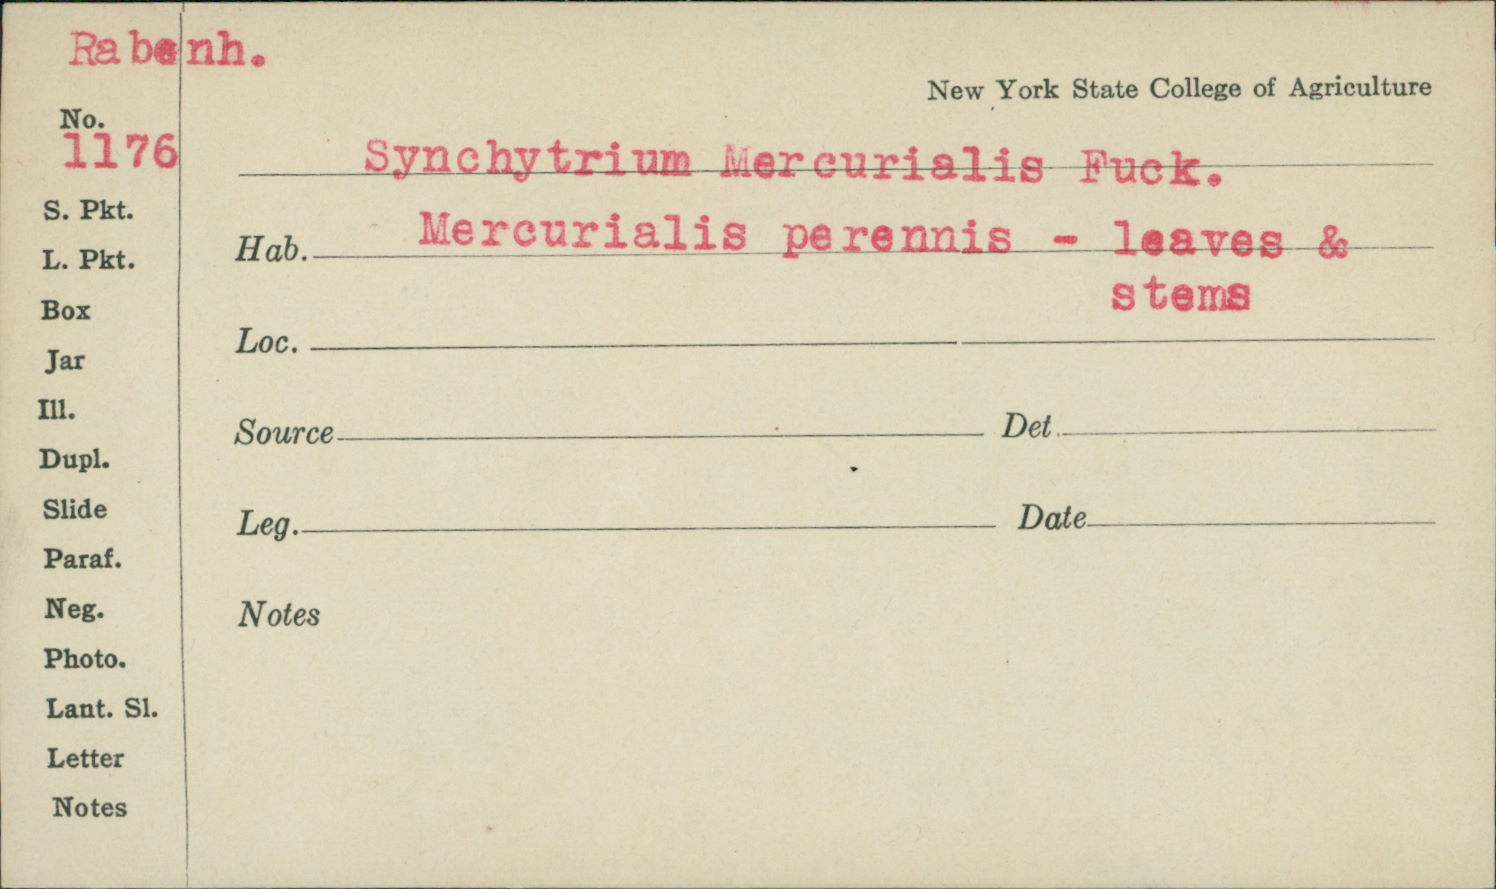 Rabenh.
New York State College of Agriculture
No.
1176
Synchytrium Mercurialis Fuck.
S. Pkt.
Hab. Mercurialis perennis - leaves &
stems
L. Pkt.
Box
Loc.
Jar
Ill.
Source Det.
Dupl.
Slide
Leg. Date
Paraf.
Neg.
Notes
Photo.
Lant. Sl.
Letter
Notes